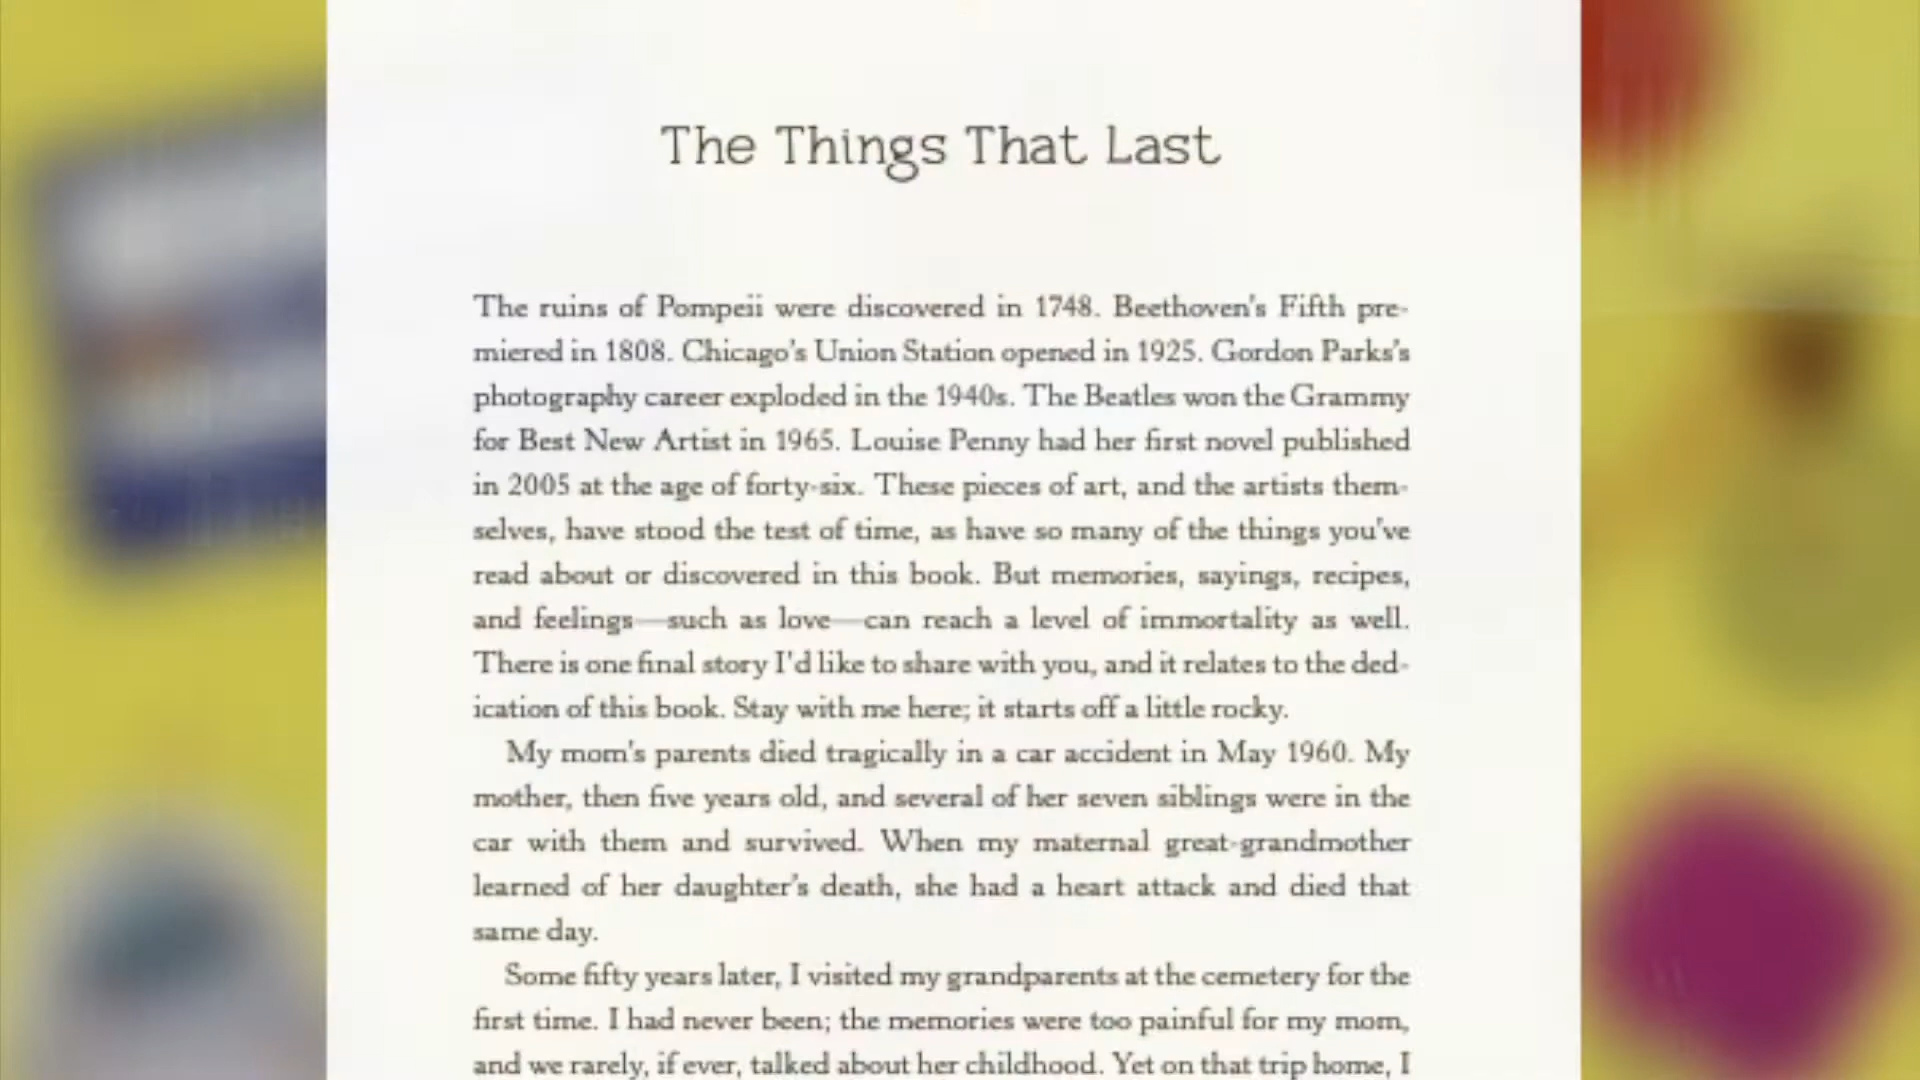 The Things That Last
The ruins of Pompeii were discovered in 1748. Beethoven's Fifth pre-
miered in 1808. Chicago's Union Station opened in 1925. Gordon Parks's
photography career exploded in the 1940s. The Beatles won the Grammy
for Best New Artist in 1965. Louise Penny had her first novel published
in 2005 at the age of forty-six. These pieces of art, and the artists them-
selves, have stood the test of time, as have so many of the things you've
read about or discovered in this book. But memories, sayings, recipes,
and feelings—such as love—can reach a level of immortality as well.
There is one final story I'd like to share with you, and it relates to the ded-
ication of this book. Stay with me here; it starts off a little rocky.
My mom's parents died tragically in a car accident in May 1960. My
mother, then five years old, and several of her seven siblings were in the
car with them and survived. When my maternal great-grandmother
learned of her daughter's death, she had a heart attack and died that
same day.
Some fifty years later, I visited my grandparents at the cemetery for the
first time. I had never been; the memories were too painful for my mom,
and we rarely, if ever, talked about her childhood. Yet on that trip home, I